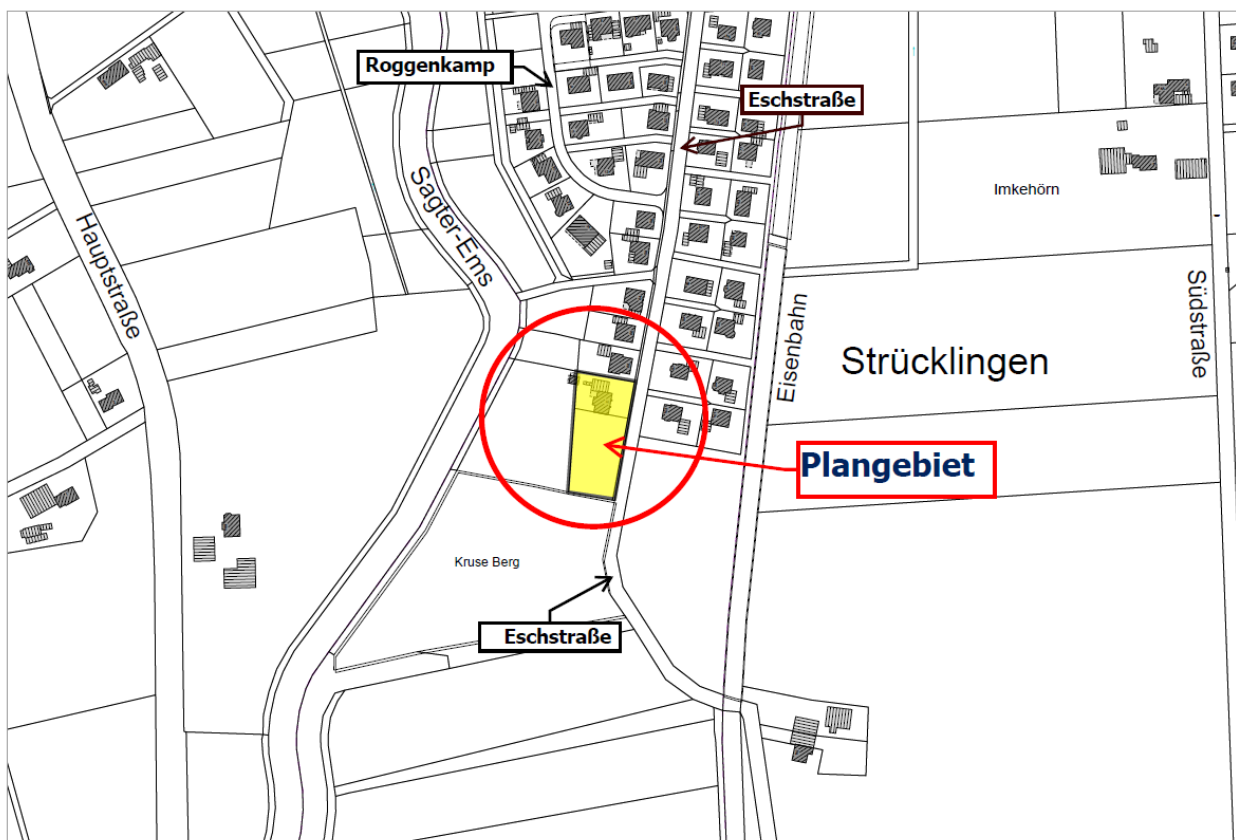 Roggenkamp
Eschstraße
Imkehörn
Sagter-Ems
Hauptstraße
Südstraße
Eisenbahn
Strücklingen
Plangebiet
Kruse Berg
Eschstraße